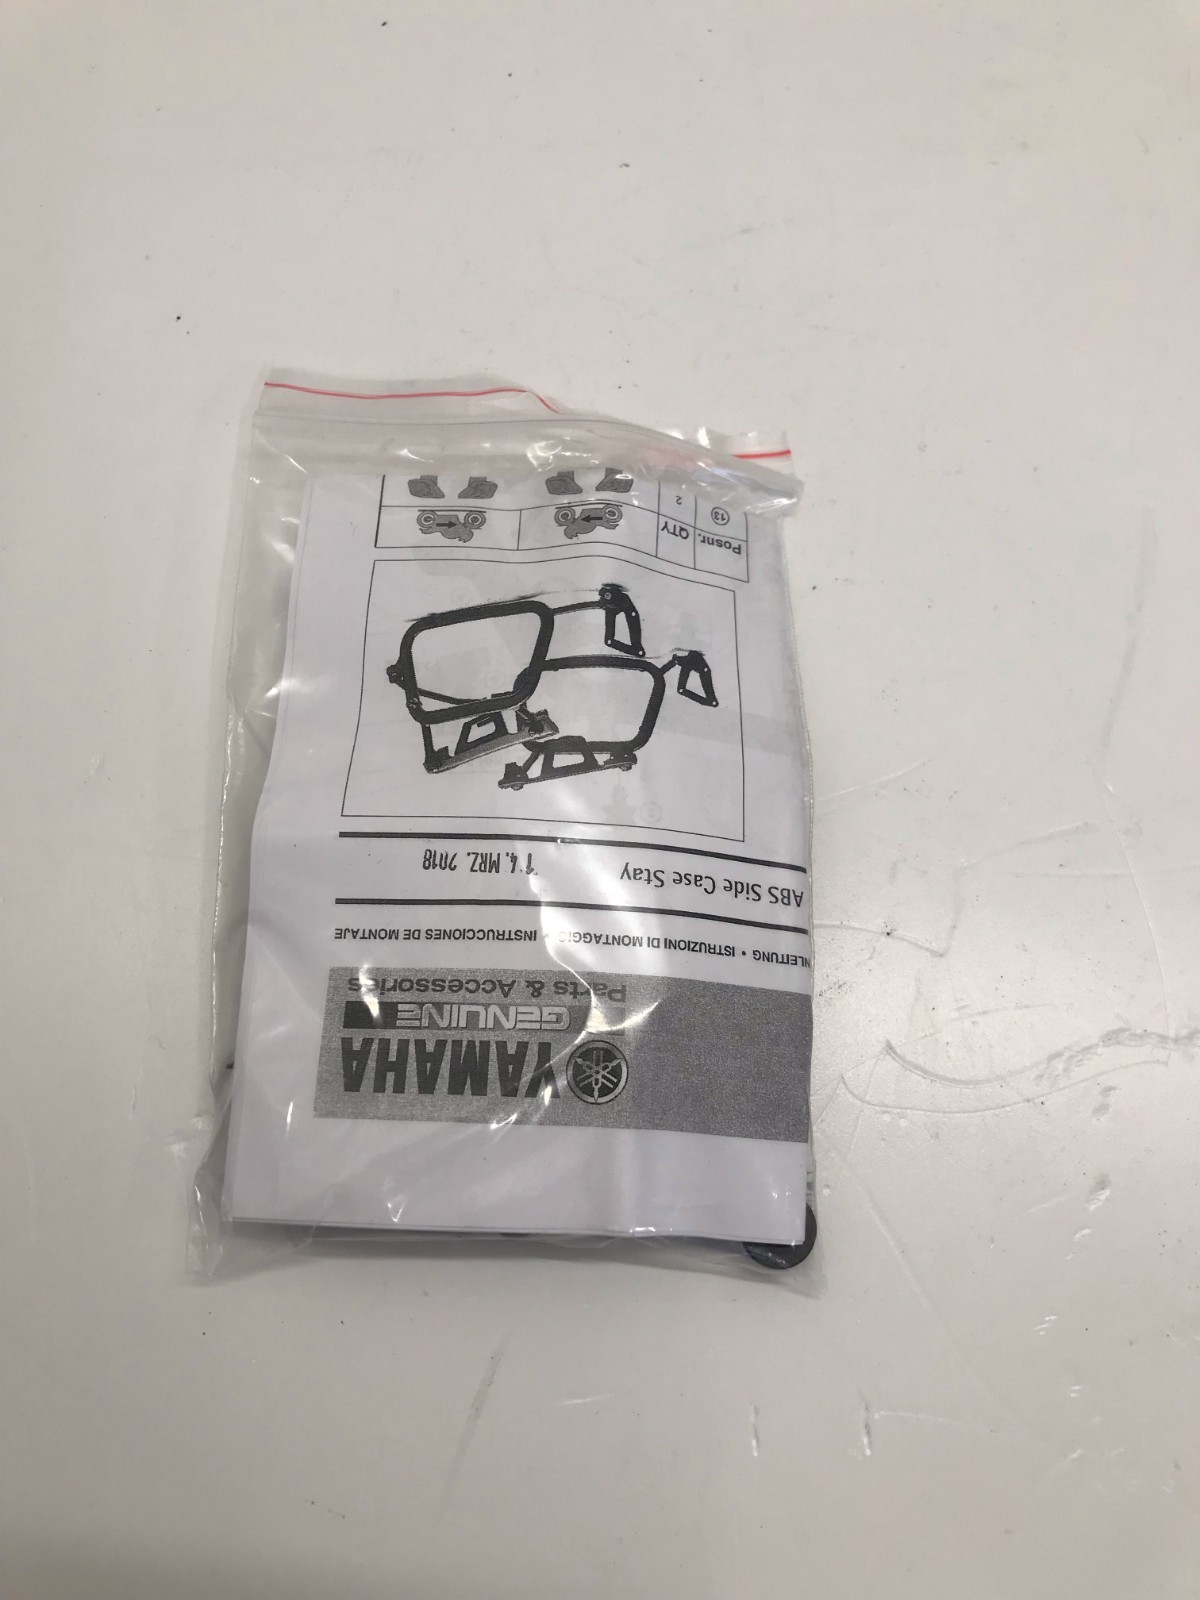 YAMAHA
GENUINE
Parts & Accessories
NLEITUNG • ISTRUZIONI DI MONTAGGIO • INSTRUCCIONES DE MONTAJE
ABS Side Case Stay 14. MRZ. 2018
Posnr. QTY
13 2